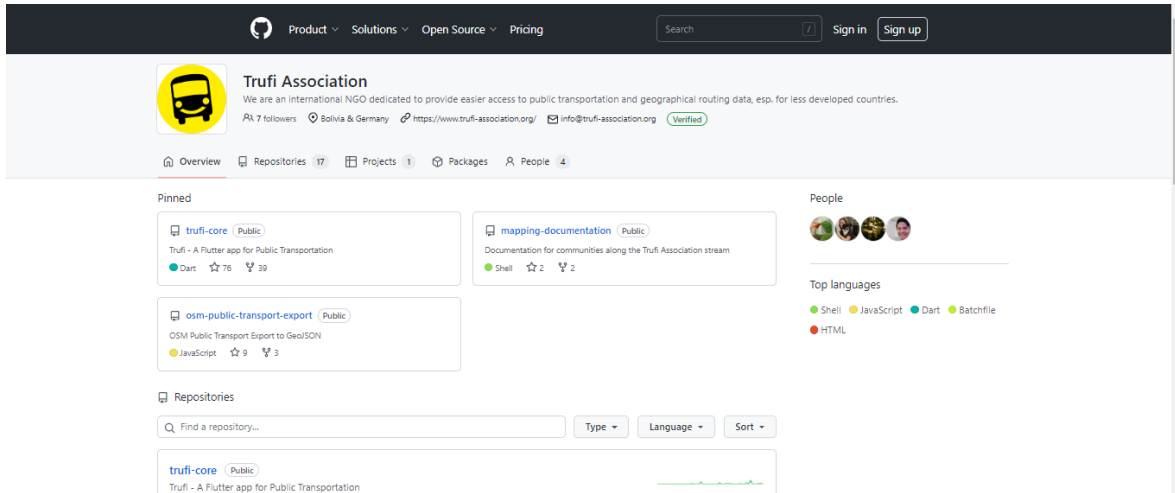 Product Solutions Open Source Pricing Search / Sign in Sign up
Trufi Association
We are an international NGO dedicated to provide easier access to public transportation and geographical routing data, esp. for less developed countries.
7 followers Bolivia & Germany https://www.trufi-association.org/ info@trufi-association.org Verified
Overview Repositories 17 Projects 1 Packages People 4
Pinned
trufi-core Public
Trufi - A Flutter app for Public Transportation
Dart 76 39
mapping-documentation Public
Documentation for communities along the Trufi Association stream
Shell 2 2
osm-public-transport-export Public
OSM Public Transport Export to GeoJSON
JavaScript 9 3
People
Top languages
Shell JavaScript Dart Batchfile
HTML
Repositories
Find a repository... Type Language Sort
trufi-core Public
Trufi - A Flutter app for Public Transportation